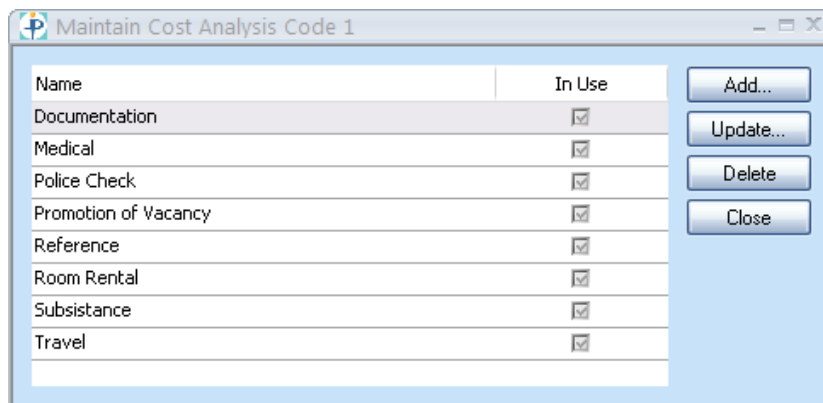 Maintain Cost Analysis Code 1
Name In Use
Documentation
Medical
Police Check
Promotion of Vacancy
Reference
Room Rental
Subsistance
Travel
Add...
Update...
Delete
Close